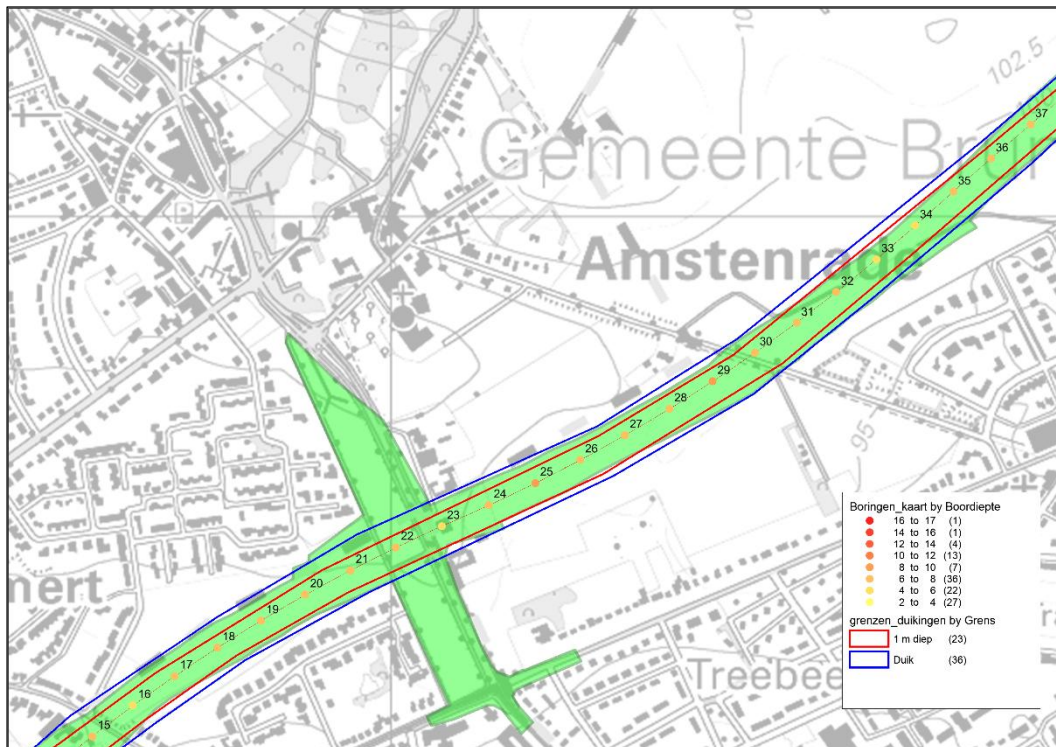 102.5
Gemeente Brun
37
36
35
34
Amstenrade
33
32
31
30
29
28
27
26
25
24
23
22
21
20
19
18
17
16
15
95
nert
Treebee
Boringen_kaart by Boordiepte
16 to 17 (1)
14 to 16 (1)
12 to 14 (4)
10 to 12 (13)
8 to 10 (7)
6 to 8 (36)
4 to 6 (22)
2 to 4 (27)
grenzen_duikingen by Grens
1 m diep (23)
Duik (36)